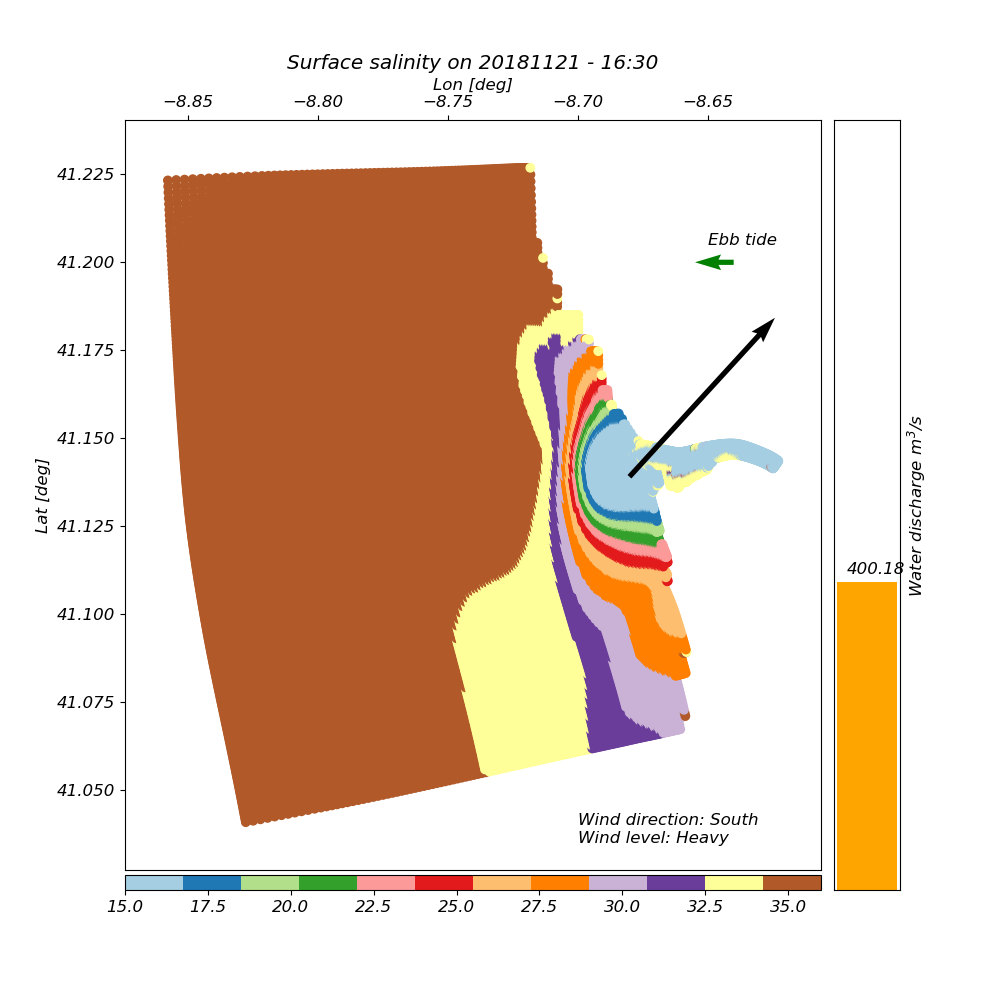 Surface salinity on 20181121 - 16:30
Lon [deg]
−8.85 −8.80 −8.75 −8.70 −8.65
41.225
41.200
41.175
41.150
41.125
41.100
41.075
41.050
Lat [deg]
Ebb tide
Wind direction: South
Wind level: Heavy
400.18
Water discharge m³/s
15.0 17.5 20.0 22.5 25.0 27.5 30.0 32.5 35.0